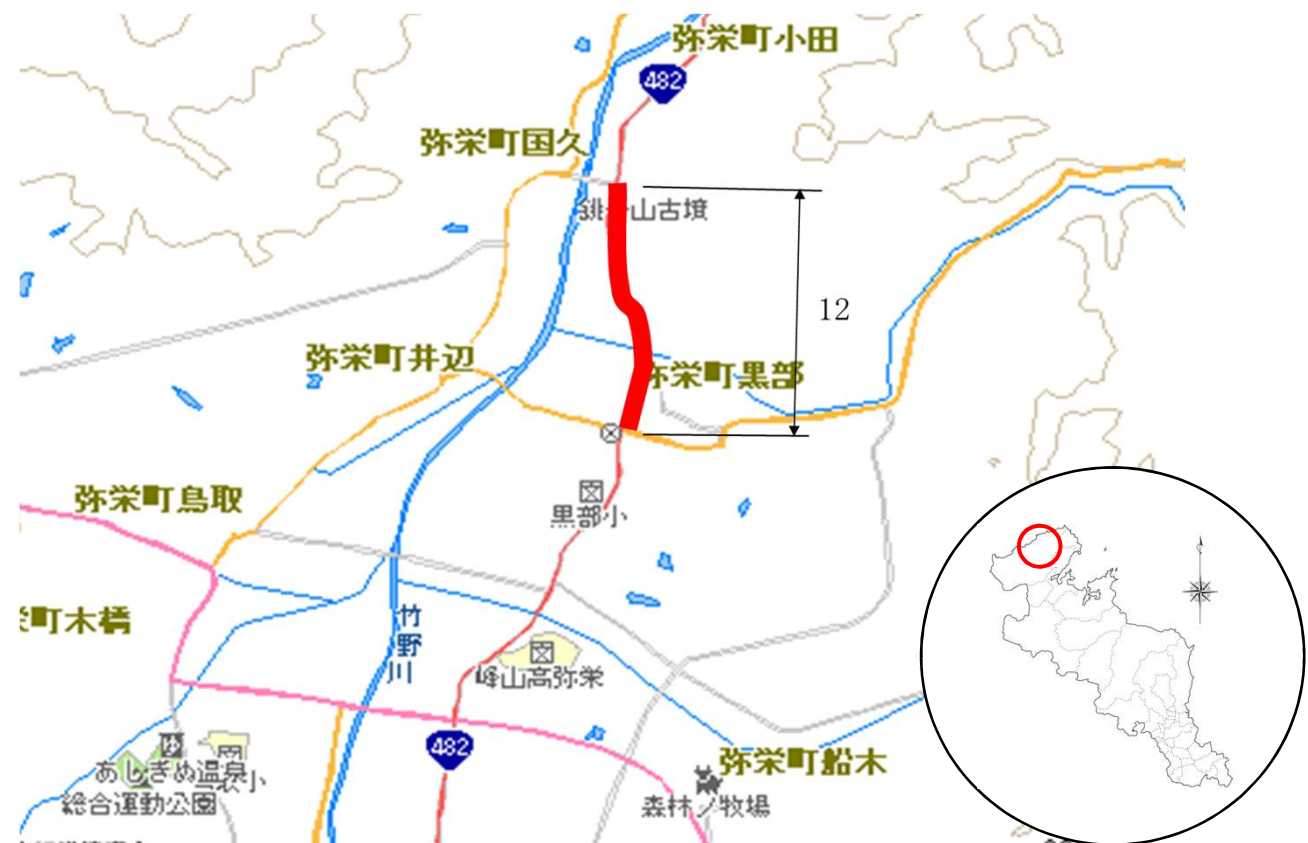 弥栄町小田
482
弥栄町国久
山古墳
12
弥栄町井辺
弥栄町黒部
弥栄町鳥取
黒部小
町木橋
竹野川
峰山高弥栄
482
弥栄町船木
あしぎぬ温泉
小
総合運動公園
森林ノ牧場